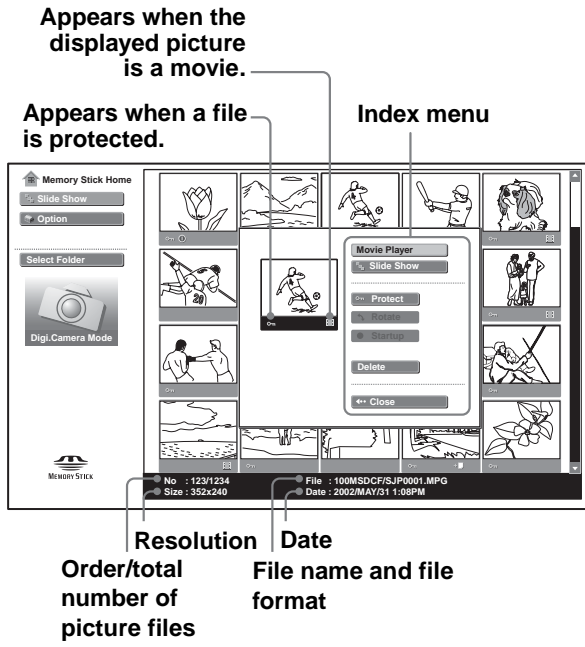 Appears when the
displayed picture
is a movie.
Appears when a file
is protected.
Index menu
Memory Stick Home
Slide Show
Option
Select Folder
Digi.Camera Mode
MEMORY STICK
20
Movie Player
Slide Show
Protect
Rotate
Startup
Delete
Close
No : 123/1234
File : 100MSDCF/SJP0001.MPG
Size : 352x240
Date : 2002/MAY/31 1:08PM
Resolution
Date
Order/total
number of
picture files
File name and file
format